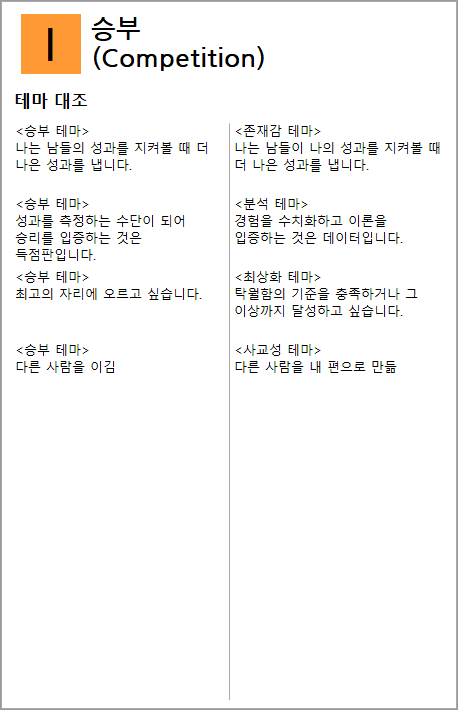 I
승부
(Competition)
테마 대조
<승부 테마>
나는 남들의 성과를 지켜볼 때 더
나은 성과를 냅니다.
<존재감 테마>
나는 남들이 나의 성과를 지켜볼 때
더 나은 성과를 냅니다.
<승부 테마>
성과를 측정하는 수단이 되어
승리를 입증하는 것은
득점판입니다.
<분석 테마>
경험을 수치화하고 이론을
입증하는 것은 데이터입니다.
<승부 테마>
최고의 자리에 오르고 싶습니다.
<최상화 테마>
탁월함의 기준을 충족하거나 그
이상까지 달성하고 싶습니다.
<승부 테마>
다른 사람을 이김
<사교성 테마>
다른 사람을 내 편으로 만듦